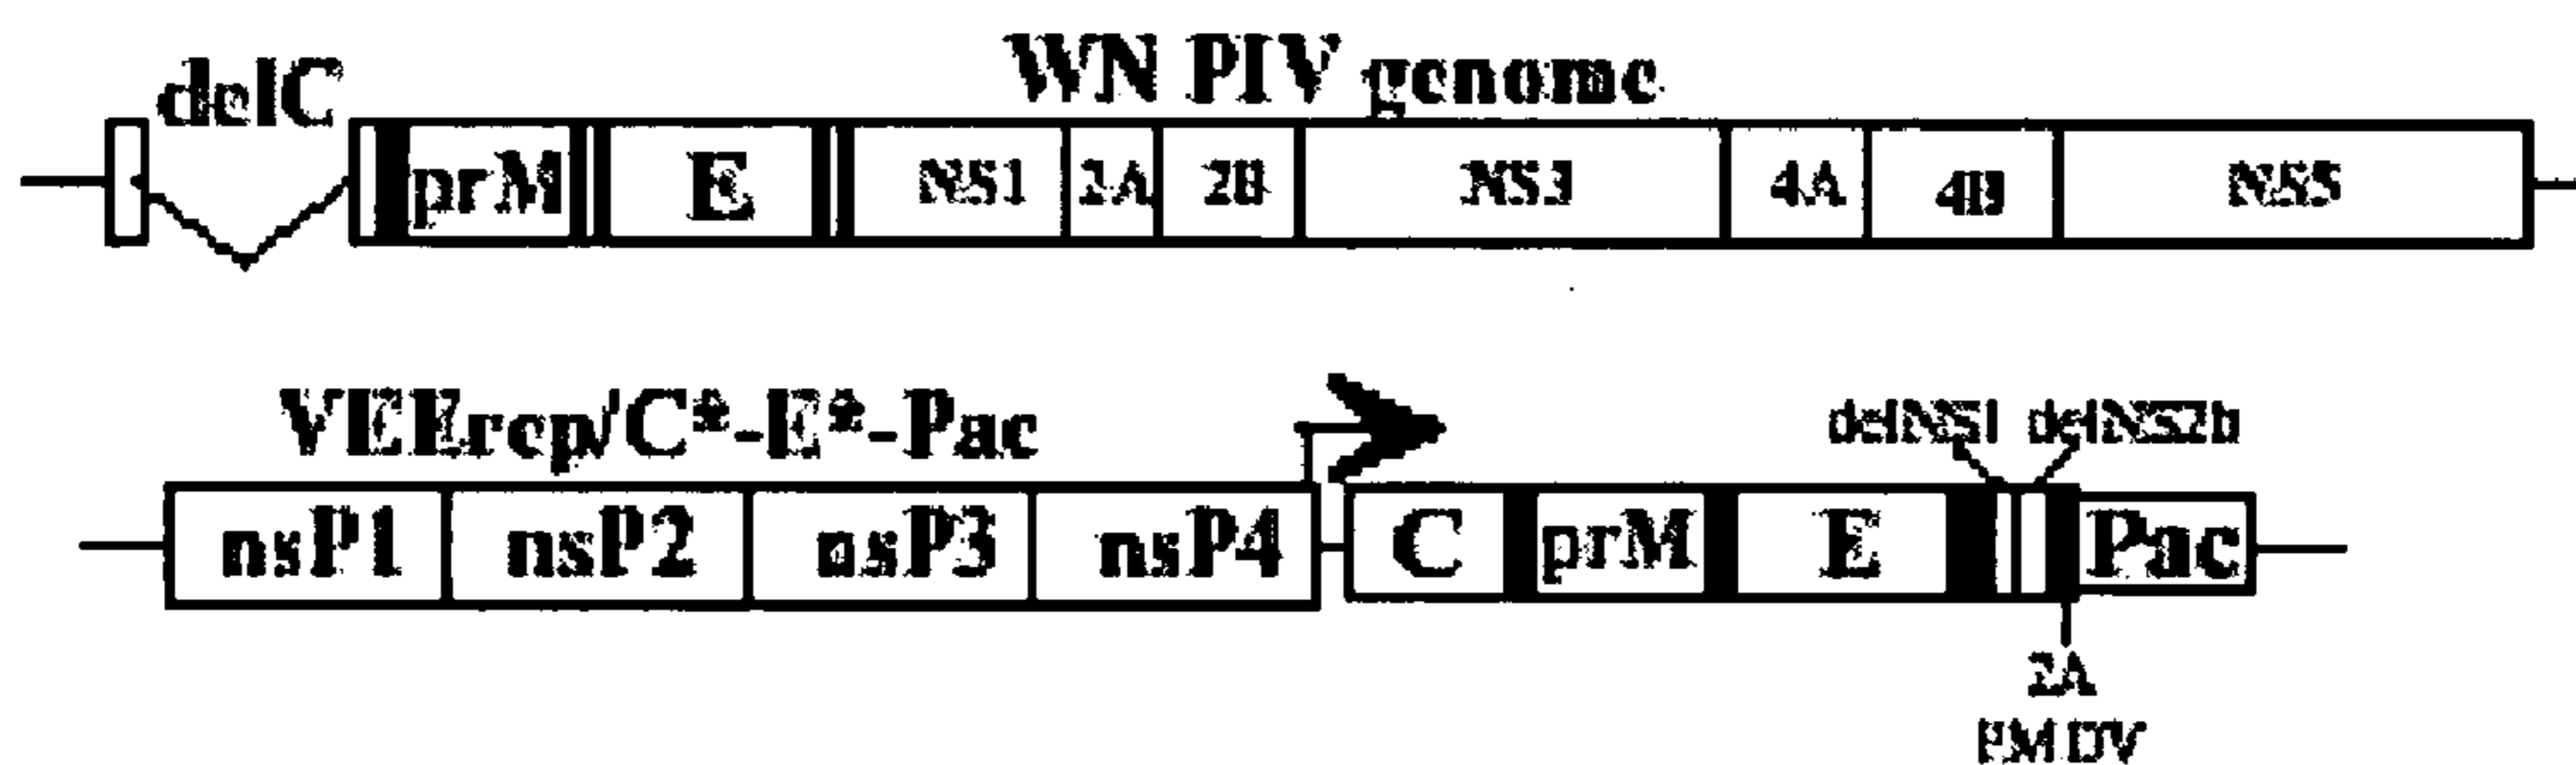 delC
WN PIV genome
prM E NS1 2A 2B NS3 4A 4B NS5
VEErep/C*-E*-Pac
delNS1 delNS2b
nsP1 nsP2 nsP3 nsP4 C prM E Pac
2A
FMDV